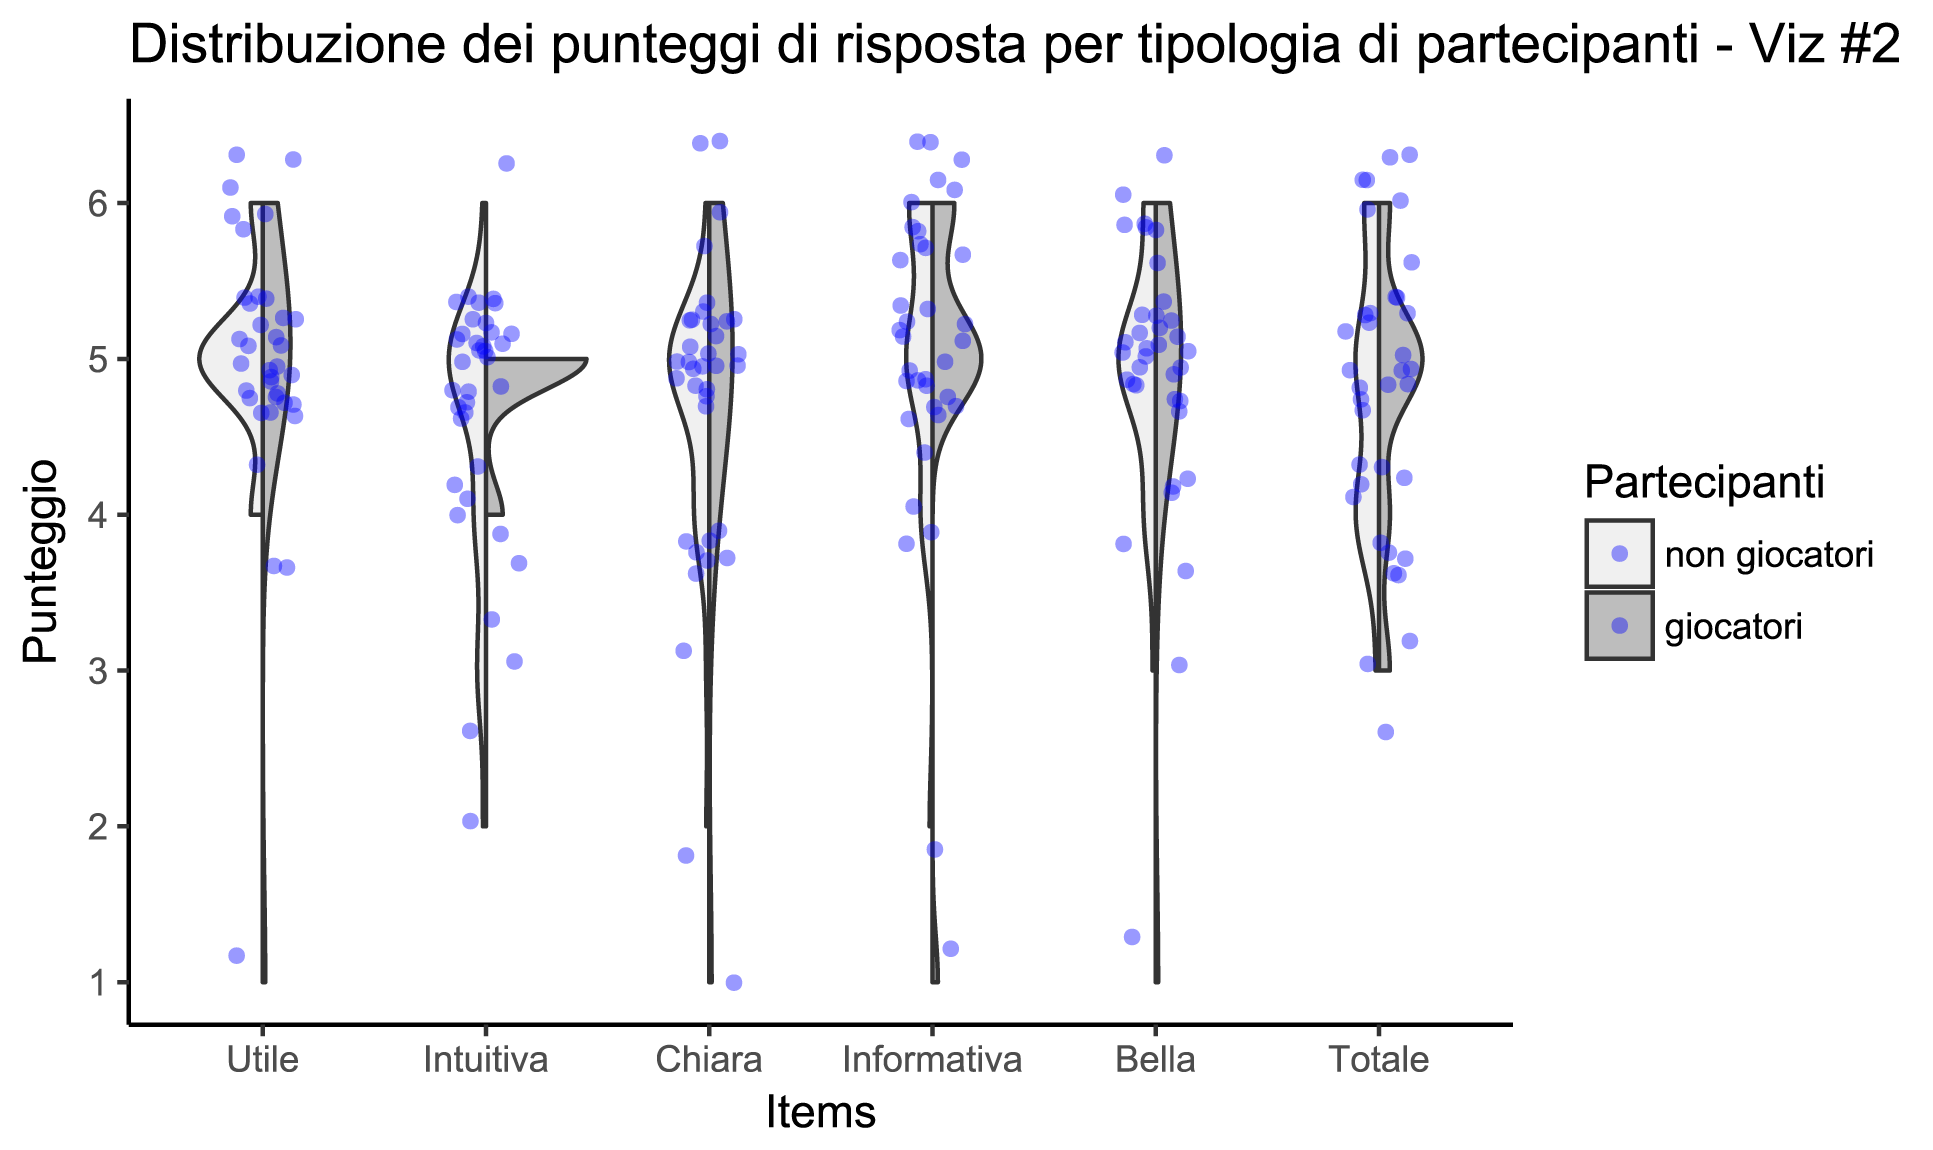 Distribuzione dei punteggi di risposta per tipologia di partecipanti - Viz #2
Punteggio
6
5
4
3
2
1
Utile
Intuitiva
Chiara
Informativa
Bella
Totale
Items
Partecipanti
non giocatori
giocatori